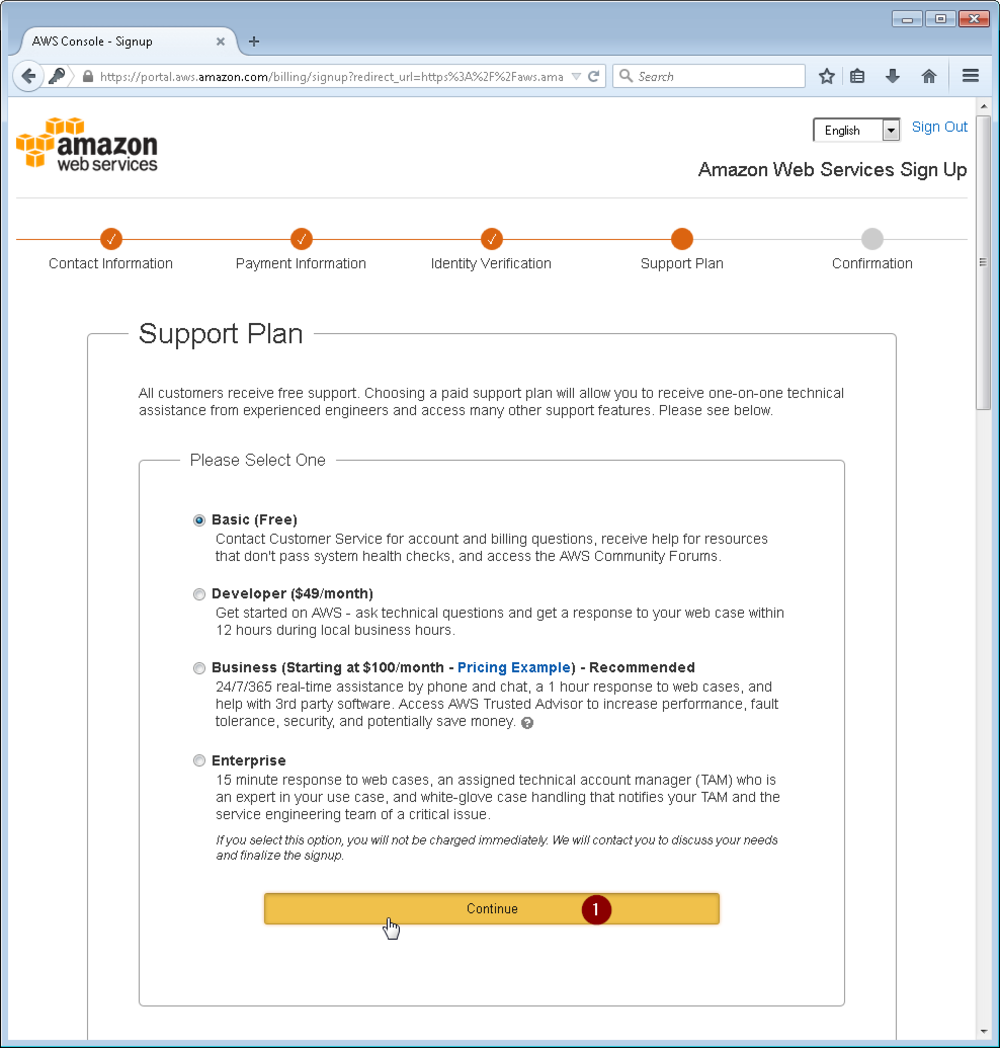 AWS Console - Signup
https://portal.aws.amazon.com/billing/signup?redirect_url=https%3A%2F%2Faws.ama
Search
amazon
web services
English
Sign Out
Amazon Web Services Sign Up
Contact Information
Payment Information
Identity Verification
Support Plan
Confirmation
Support Plan
All customers receive free support. Choosing a paid support plan will allow you to receive one-on-one technical
assistance from experienced engineers and access many other support features. Please see below.
Please Select One
Basic (Free)
Contact Customer Service for account and billing questions, receive help for resources
that don't pass system health checks, and access the AWS Community Forums.
Developer ($49/month)
Get started on AWS - ask technical questions and get a response to your web case within
12 hours during local business hours.
Business (Starting at $100/month - Pricing Example) - Recommended
24/7/365 real-time assistance by phone and chat, a 1 hour response to web cases, and
help with 3rd party software. Access AWS Trusted Advisor to increase performance, fault
tolerance, security, and potentially save money. ?
Enterprise
15 minute response to web cases, an assigned technical account manager (TAM) who is
an expert in your use case, and white-glove case handling that notifies your TAM and the
service engineering team of a critical issue.
If you select this option, you will not be charged immediately. We will contact you to discuss your needs
and finalize the signup.
Continue
1